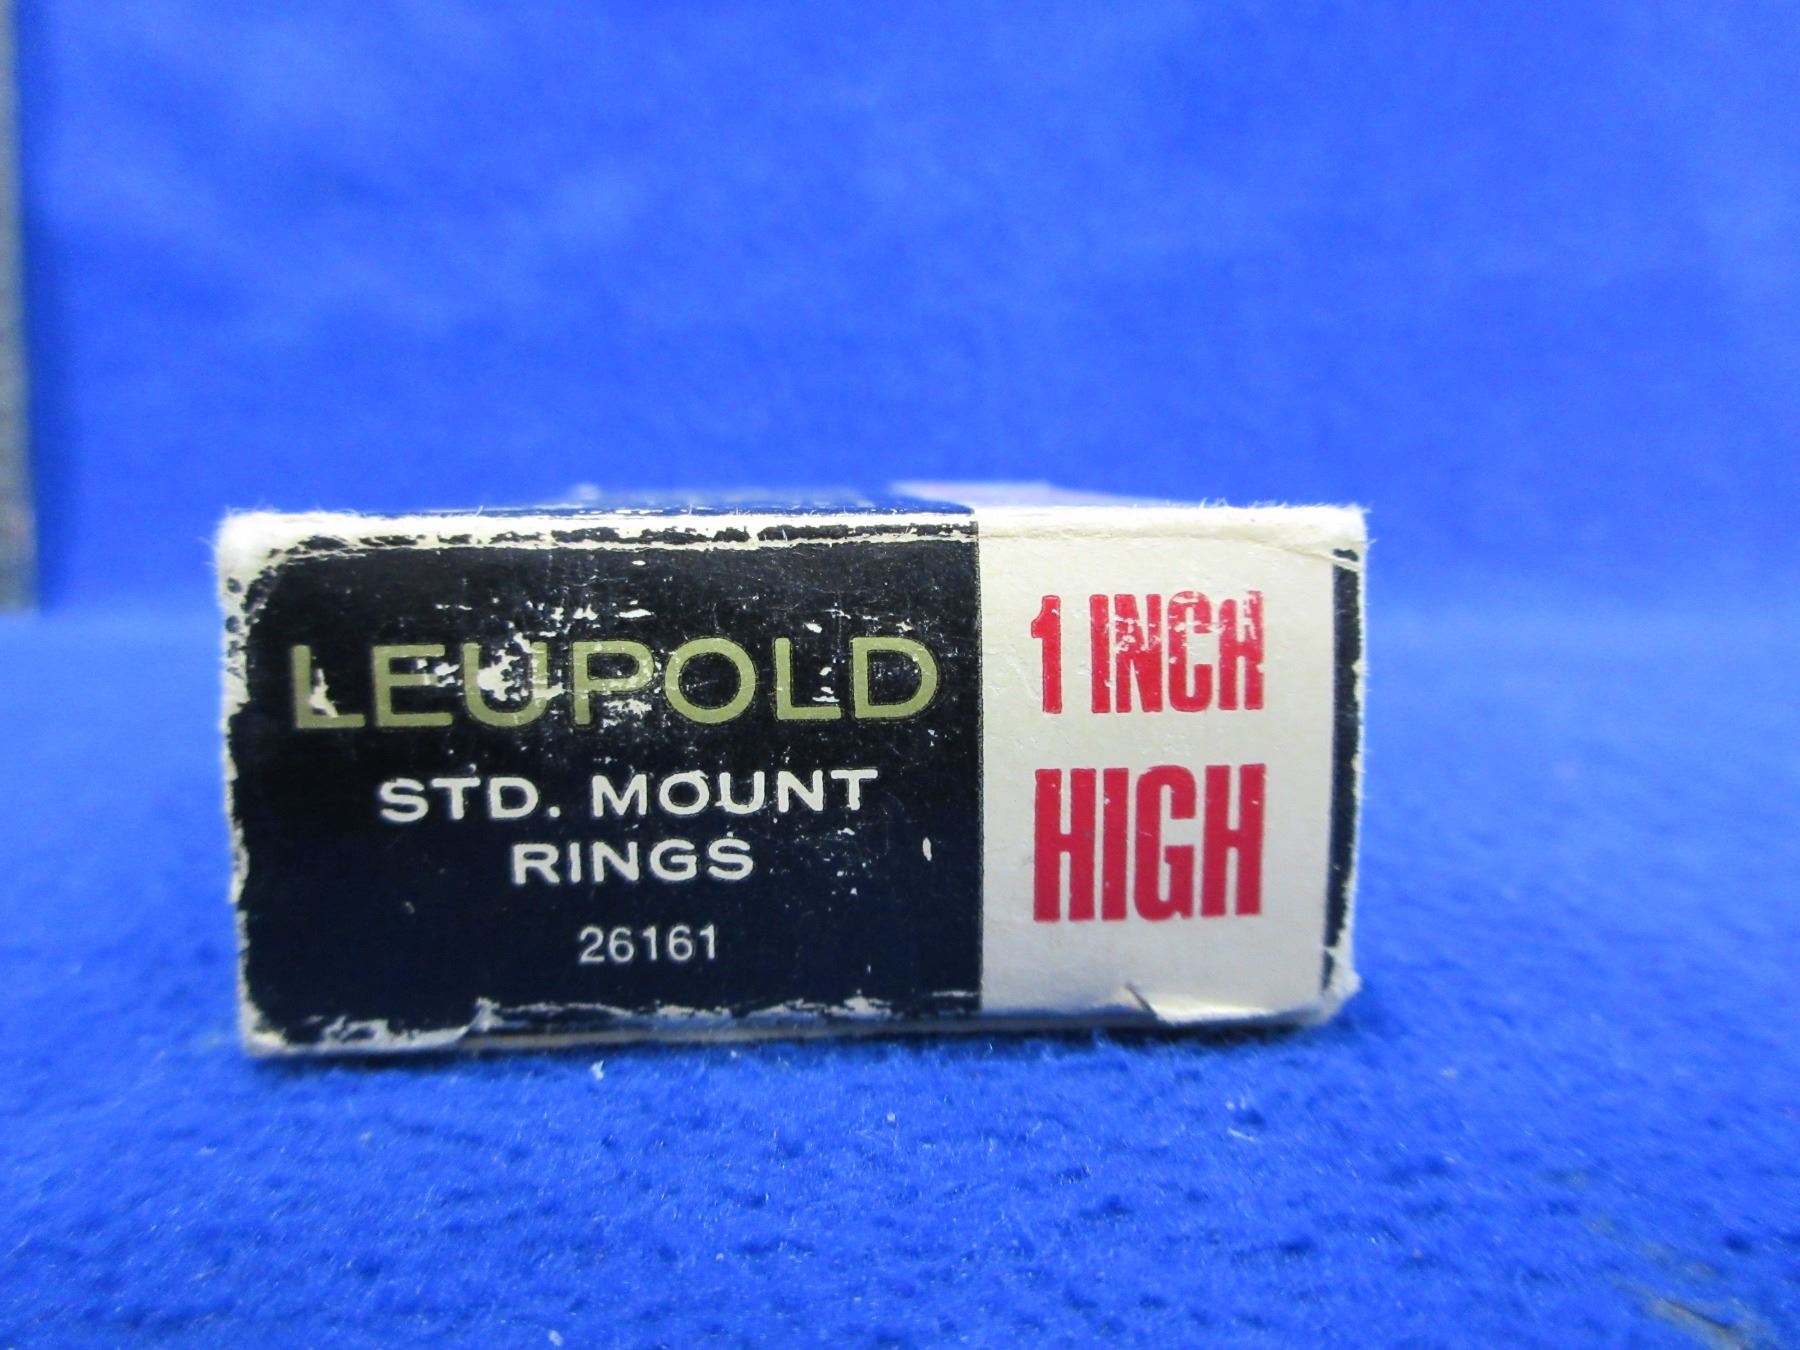 LEUPOLD
STD. MOUNT
RINGS
26161
1 INCH
HIGH